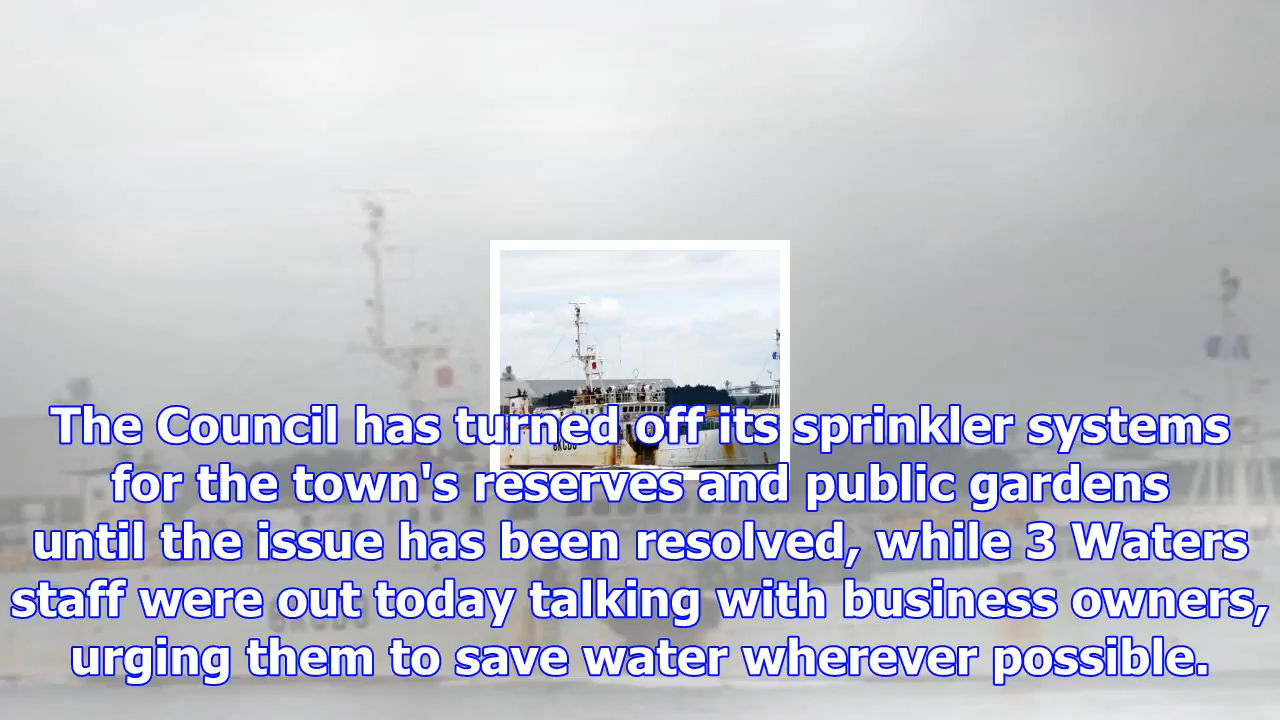 The Council has turned off its sprinkler systems
for the town's reserves and public gardens
until the issue has been resolved, while 3 Waters
staff were out today talking with business owners,
urging them to save water wherever possible.